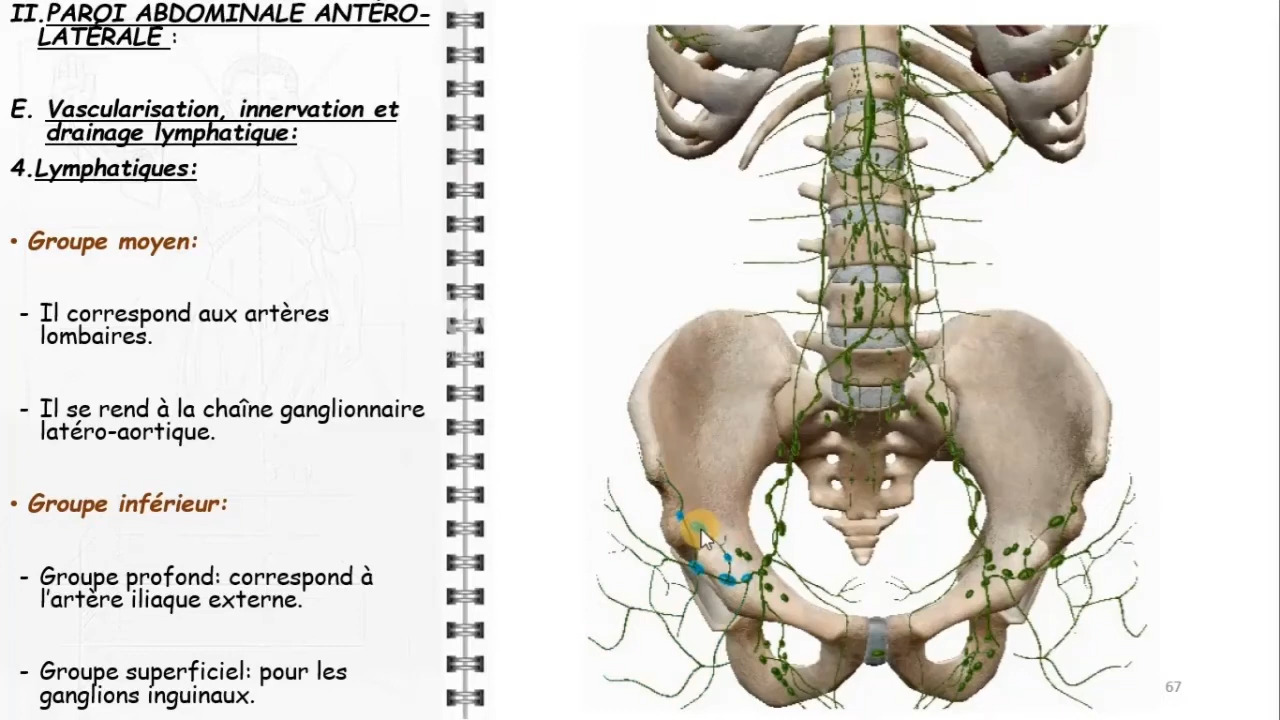 II.PAROI ABDOMINALE ANTÉRO-
LATÉRALE :
E. Vascularisation, innervation et
drainage lymphatique:
4.Lymphatiques:
• Groupe moyen:
- Il correspond aux artères
lombaires.
- Il se rend à la chaîne ganglionnaire
latéro-aortique.
• Groupe inférieur:
- Groupe profond: correspond à
l'artère iliaque externe.
- Groupe superficiel: pour les
ganglions inguinaux.
67